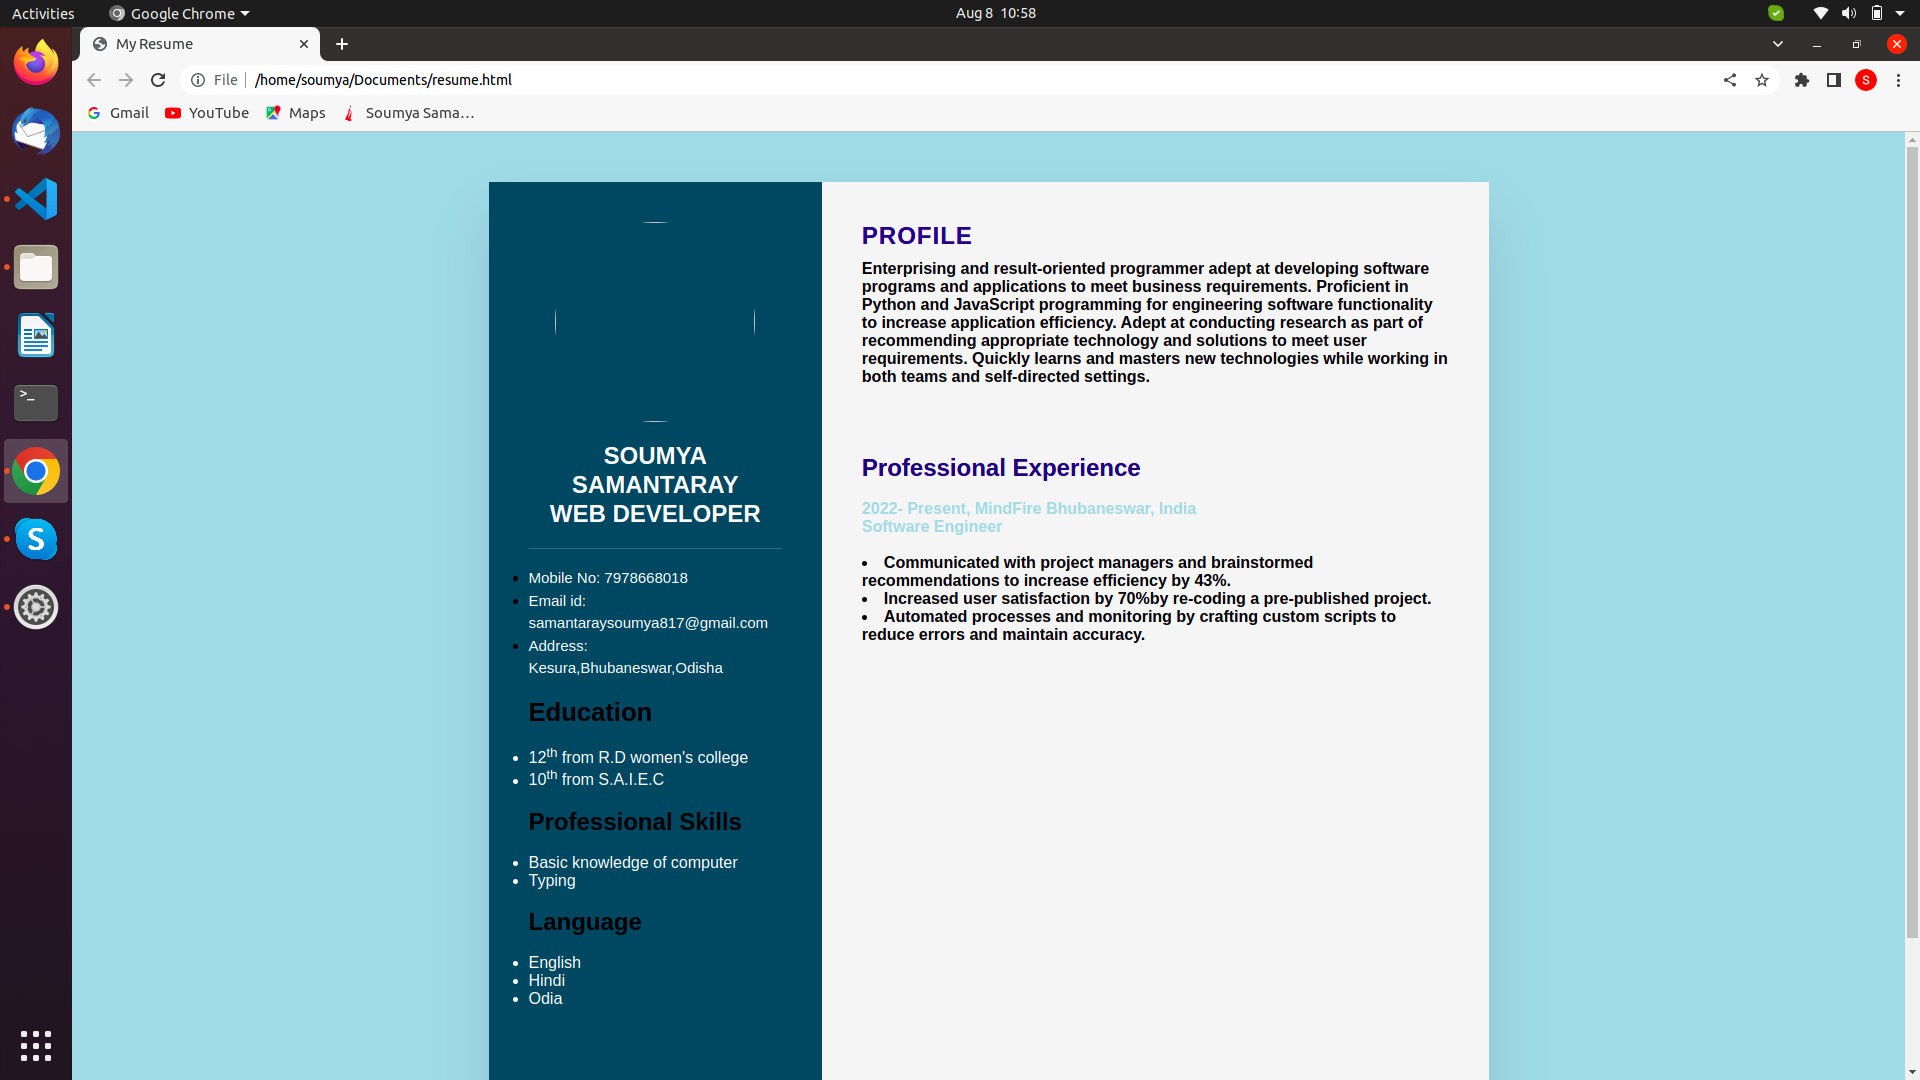 Activities
Google Chrome
Aug 8 10:58
My Resume
File
/home/soumya/Documents/resume.html
S
Gmail
YouTube
Maps
Soumya Sama…
SOUMYA
SAMANTARAY
WEB DEVELOPER
Mobile No: 7978668018
Email id:
samantaraysoumya817@gmail.com
Address:
Kesura,Bhubaneswar,Odisha
Education
12th from R.D women's college
10th from S.A.I.E.C
Professional Skills
Basic knowledge of computer
Typing
Language
English
Hindi
Odia
PROFILE
Enterprising and result-oriented programmer adept at developing software
programs and applications to meet business requirements. Proficient in
Python and JavaScript programming for engineering software functionality
to increase application efficiency. Adept at conducting research as part of
recommending appropriate technology and solutions to meet user
requirements. Quickly learns and masters new technologies while working in
both teams and self-directed settings.
Professional Experience
2022- Present, MindFire Bhubaneswar, India
Software Engineer
Communicated with project managers and brainstormed
recommendations to increase efficiency by 43%.
Increased user satisfaction by 70%by re-coding a pre-published project.
Automated processes and monitoring by crafting custom scripts to
reduce errors and maintain accuracy.